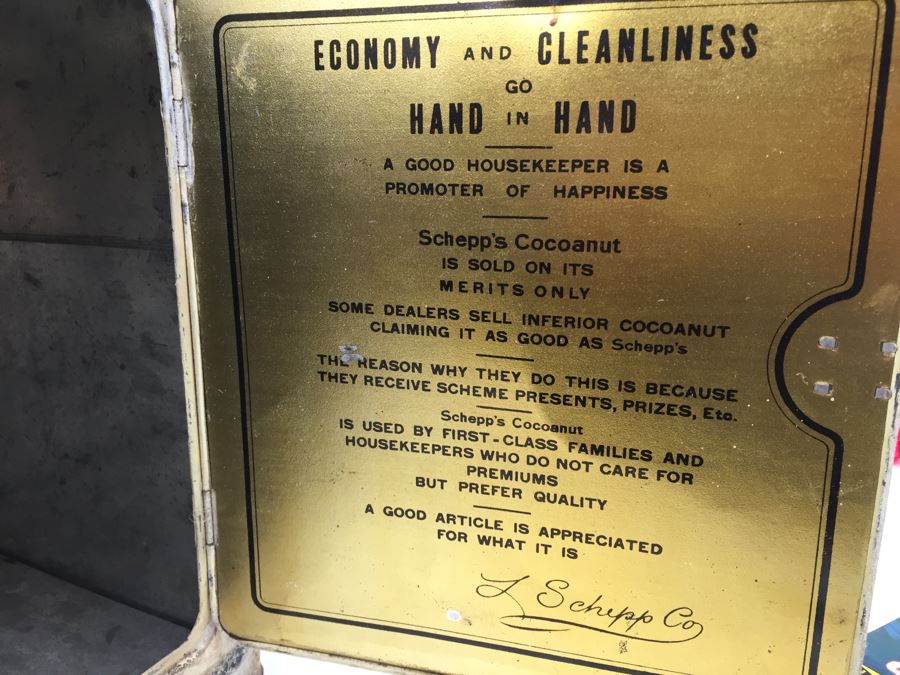 ECONOMY AND CLEANLINESS
GO
HAND IN HAND
A GOOD HOUSEKEEPER IS A
PROMOTER OF HAPPINESS
Schepp's Cocoanut
IS SOLD ON ITS
MERITS ONLY
SOME DEALERS SELL INFERIOR COCOANUT
CLAIMING IT AS GOOD AS Schepp's
THE REASON WHY THEY DO THIS IS BECAUSE
THEY RECEIVE SCHEME PRESENTS, PRIZES, Etc.
Schepp's Cocoanut
IS USED BY FIRST-CLASS FAMILIES AND
HOUSEKEEPERS WHO DO NOT CARE FOR
PREMIUMS
BUT PREFER QUALITY
A GOOD ARTICLE IS APPRECIATED
FOR WHAT IT IS
L Schepp Co